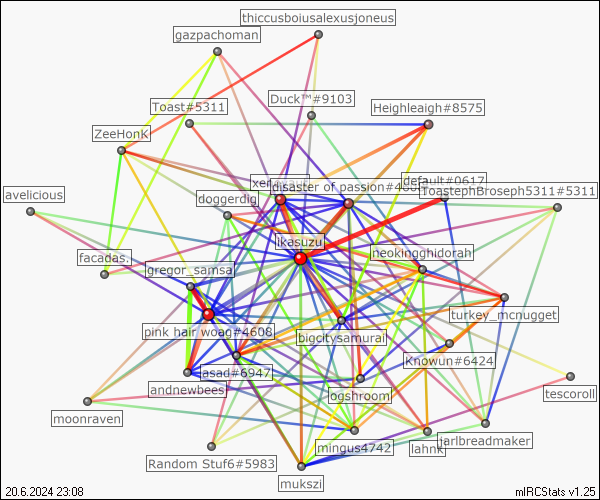 thiccusboiusalexusjoneus
gazpachoman
Duck™#9103
Toast#5311
Heighleaigh#8575
ZeeHonk
default#0617
disaster of passion#4
ToastephBroseph5311#5311
avelicious
doggerdig
ikasuzu
neokingghidorah
facadas.
gregor_samsa
turkey_mcnugget
pink hair woag#4608
bigcitysamurai
Knowun#6424
asad#6947
andnewbees
ogshroom
tescoroll
moonraven
mingus4742
lahnk
jarlbreadmaker
Random Stuf6#5983
mukszi
20.6.2024 23:08
mIRCStats v1.25